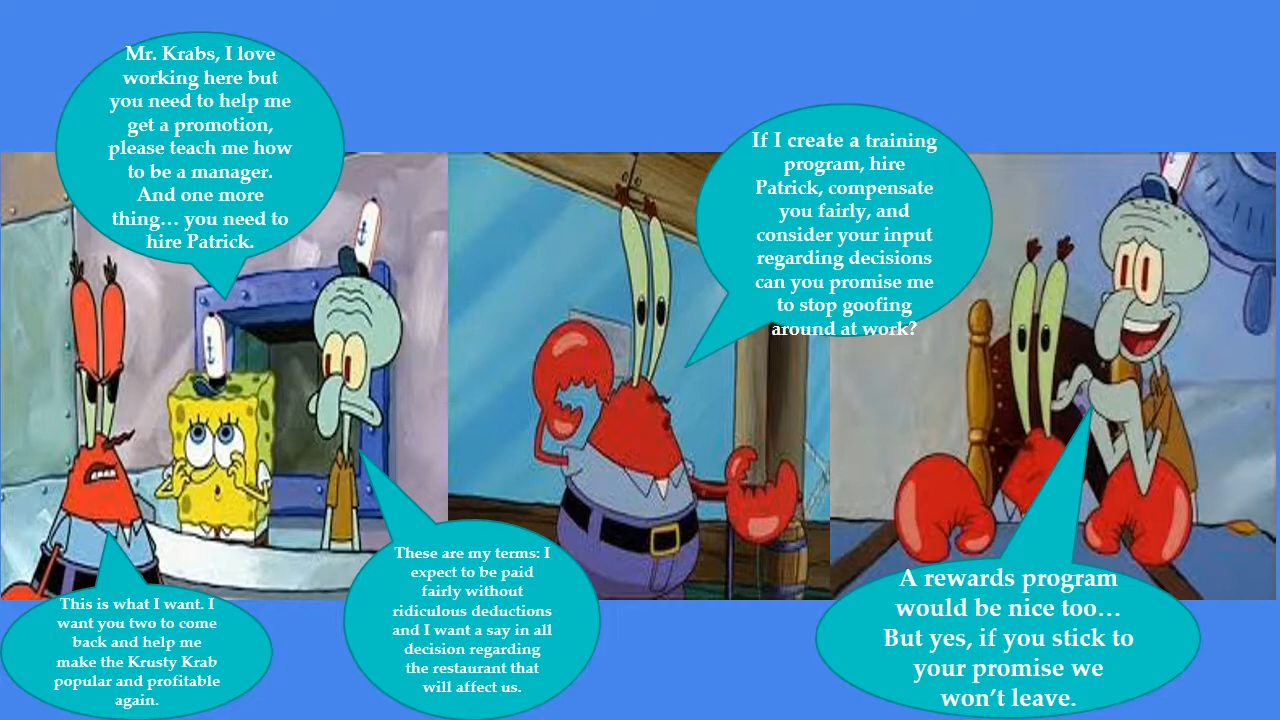 Mr. Krabs, I love
working here but
you need to help me
get a promotion,
please teach me how
to be a manager.
And one more
thing… you need to
hire Patrick.
This is what I want. I
want you two to come
back and help me
make the Krusty Krab
popular and profitable
again.
These are my terms: I
expect to be paid
fairly without
ridiculous deductions
and I want a say in all
decision regarding
the restaurant that
will affect us.
If I create a training
program, hire
Patrick, compensate
you fairly, and
consider your input
regarding decisions
can you promise me
to stop goofing
around at work?
A rewards program
would be nice too…
But yes, if you stick to
your promise we
won’t leave.